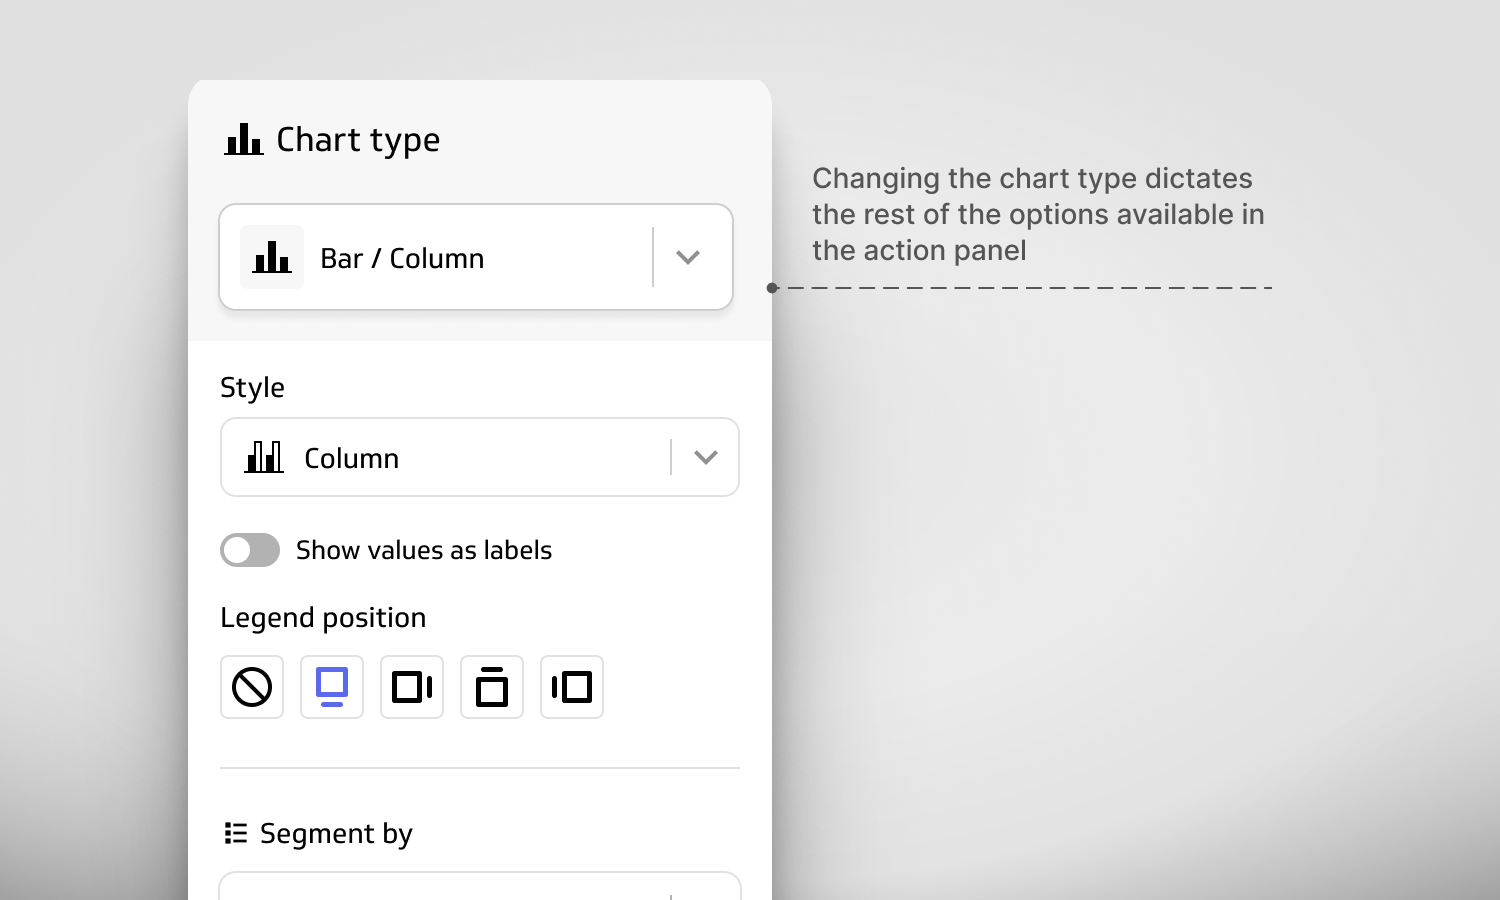 Chart type
Changing the chart type dictates
the rest of the options available in
the action panel
Bar / Column
Style
Column
Show values as labels
Legend position
Segment by